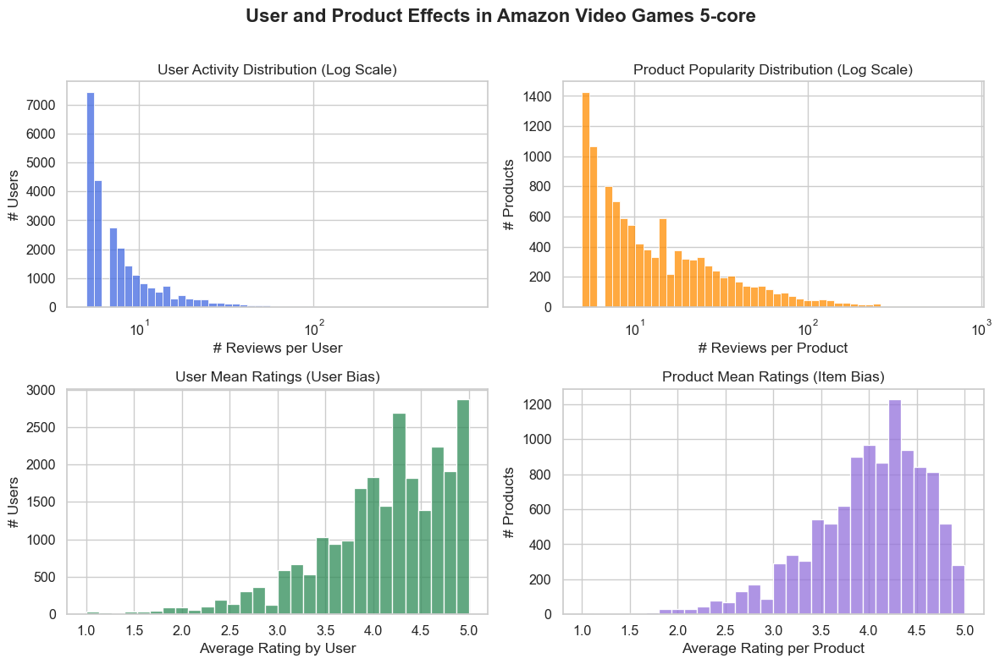 User and Product Effects in Amazon Video Games 5-core
User Activity Distribution (Log Scale)
# Users
7000
6000
5000
4000
3000
2000
1000
0
10^1
10^2
# Reviews per User
Product Popularity Distribution (Log Scale)
# Products
1400
1200
1000
800
600
400
200
0
10^1
10^2
10^3
# Reviews per Product
User Mean Ratings (User Bias)
# Users
3000
2500
2000
1500
1000
500
0
1.0 1.5 2.0 2.5 3.0 3.5 4.0 4.5 5.0
Average Rating by User
Product Mean Ratings (Item Bias)
# Products
1200
1000
800
600
400
200
0
1.0 1.5 2.0 2.5 3.0 3.5 4.0 4.5 5.0
Average Rating per Product